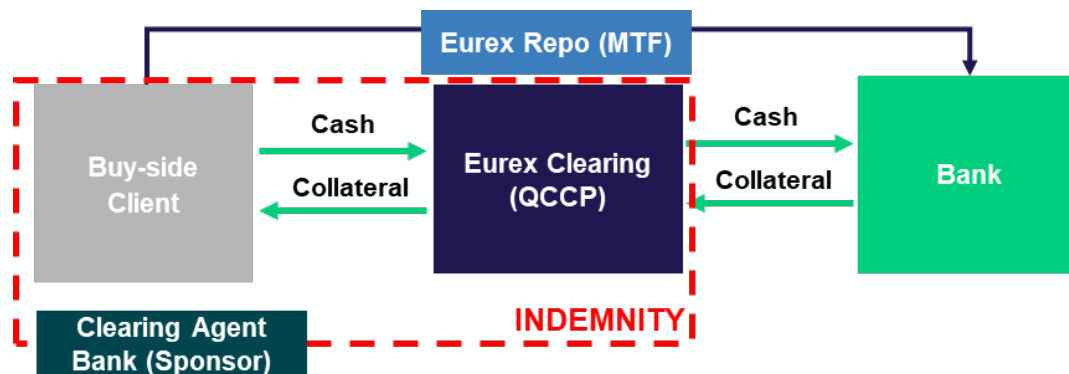 Eurex Repo (MTF)
Buy-side
Client
Cash
Collateral
Eurex Clearing
(QCCP)
Cash
Collateral
Bank
INDEMNITY
Clearing Agent
Bank (Sponsor)